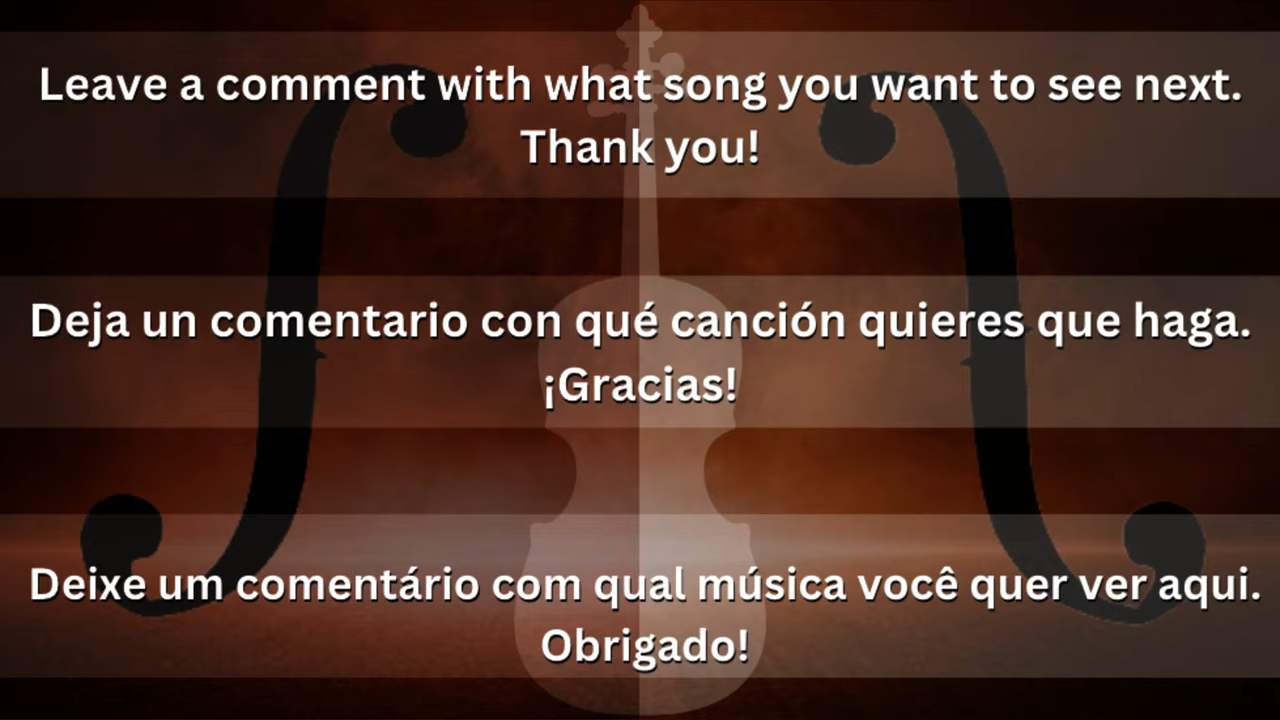 Leave a comment with what song you want to see next.
Thank you!
Deja un comentario con qué canción quieres que haga.
¡Gracias!
Deixe um comentário com qual música você quer ver aqui.
Obrigado!